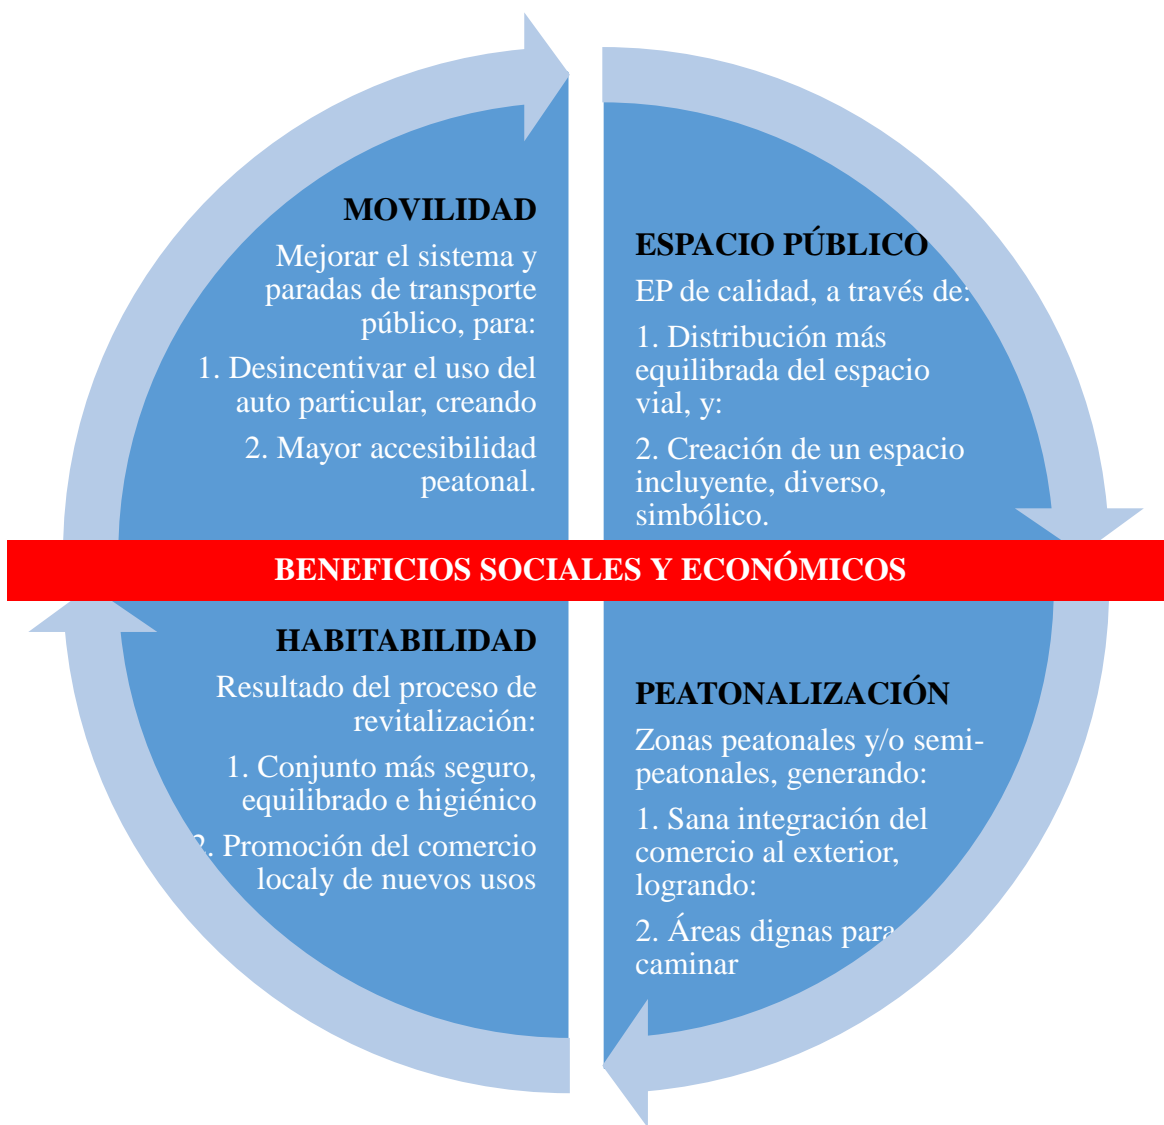 MOVILIDAD
Mejorar el sistema y
paradas de transporte
público, para:
1. Desincentivar el uso del
auto particular, creando
2. Mayor accesibilidad
peatonal.
ESPACIO PÚBLICO
EP de calidad, a través de:
1. Distribución más
equilibrada del espacio
vial, y:
2. Creación de un espacio
incluyente, diverso,
simbólico.
BENEFICIOS SOCIALES Y ECONÓMICOS
HABITABILIDAD
Resultado del proceso de
revitalización:
1. Conjunto más seguro,
equilibrado e higiénico
2. Promoción del comercio
localy de nuevos usos
PEATONALIZACIÓN
Zonas peatonales y/o semi-
peatonales, generando:
1. Sana integración del
comercio al exterior,
logrando:
2. Áreas dignas para
caminar